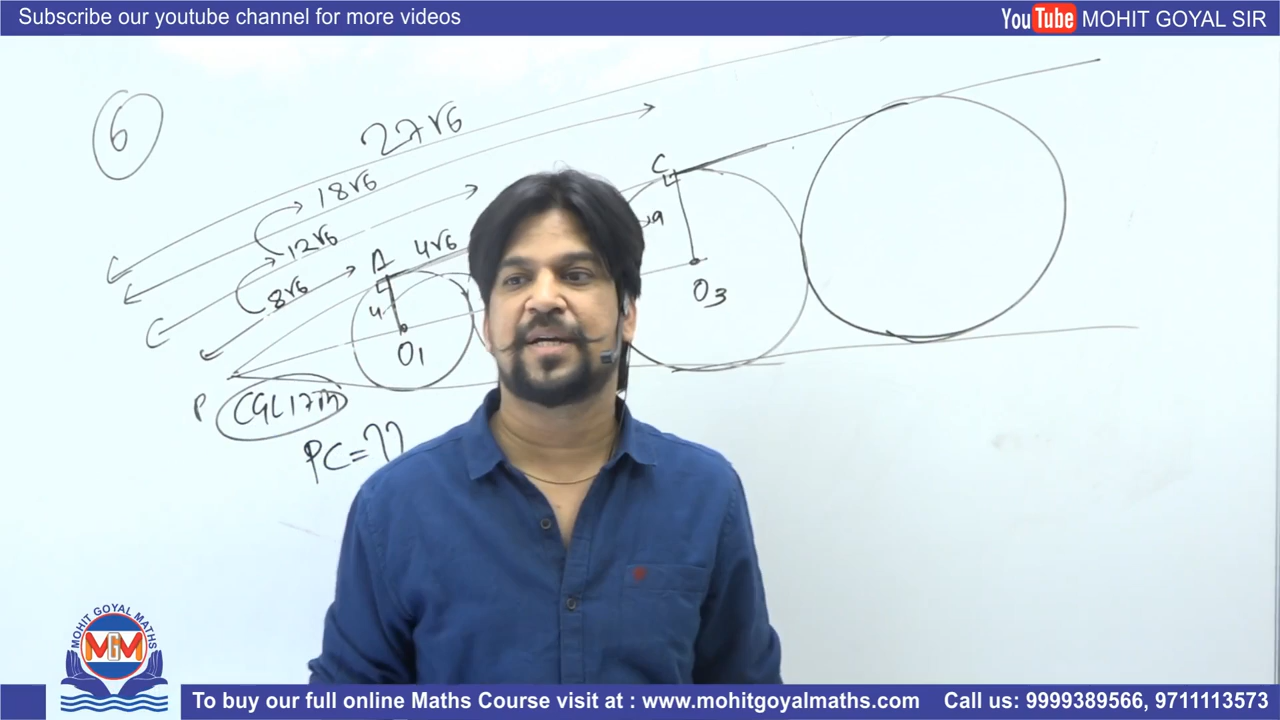 Subscribe our youtube channel for more videos
YouTube MOHIT GOYAL SIR
6
27√6
18√6
12√6
8√6
A
4√6
4
O1
C
9
O3
P
CGL 17
PC = ??
MOHIT GOYAL MATHS
MGM
To buy our full online Maths Course visit at : www.mohitgoyalmaths.com
Call us: 9999389566, 9711113573